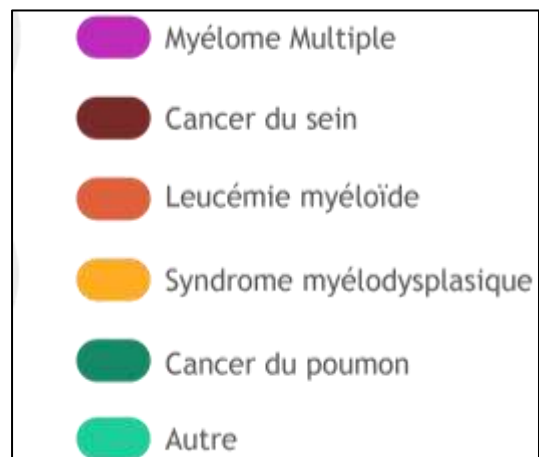 Myélome Multiple
Cancer du sein
Leucémie myéloïde
Syndrome myélodysplasique
Cancer du poumon
Autre